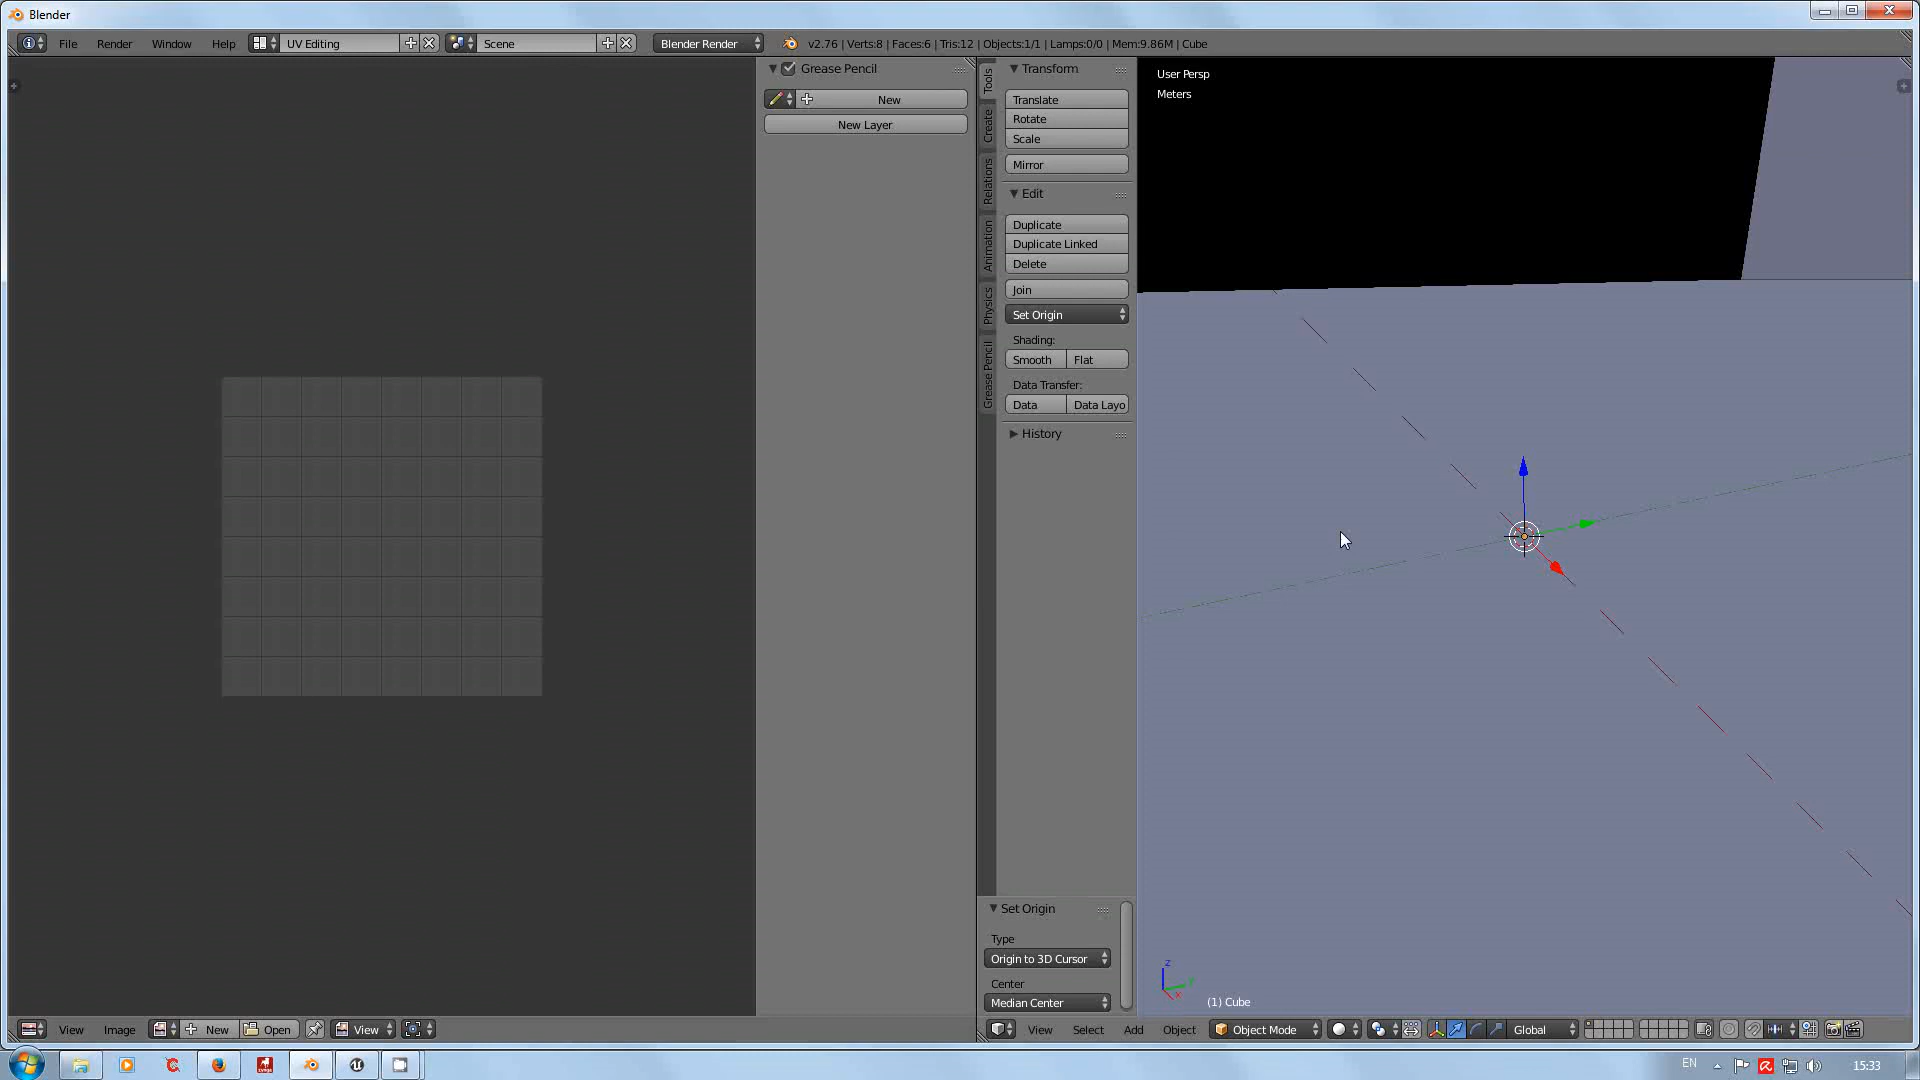 Blender
File Render Window Help UV Editing Scene Blender Render v2.76 | Verts:8 | Faces:6 | Tris:12 | Objects:1/1 | Lamps:0/0 | Mem:9.86M | Cube
Grease Pencil
New
New Layer
Tools
Create
Relations
Animation
Physics
Grease Pencil
Transform
Translate
Rotate
Scale
Mirror
Edit
Duplicate
Duplicate Linked
Delete
Join
Set Origin
Shading:
Smooth Flat
Data Transfer:
Data Data Layo
History
Set Origin
Type
Origin to 3D Cursor
Center
Median Center
User Persp
Meters
z
Y
x
(1) Cube
View Image New Open View
View Select Add Object Object Mode Global
EN 15:33